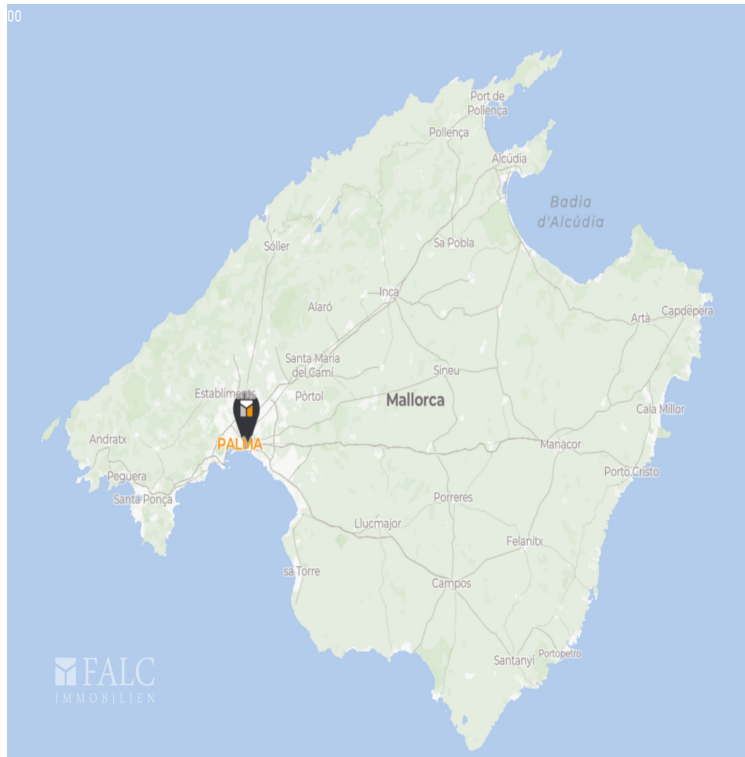 00
Port de
Pollença
Pollença
Alcúdia
Badia
d'Alcúdia
Sóller
Sa Pobla
Inca
Alaró
Artà
Capdepera
Santa Maria
del Camí
Sineu
Establiments
Pòrtol
Mallorca
Cala Millor
Andratx
PALMA
Manacor
Peguera
Porto Cristo
Santa Ponça
Porreres
Llucmajor
Felanitx
sa Torre
Campos
Santanyí
Portopetro
FALC
IMMOBILIEN